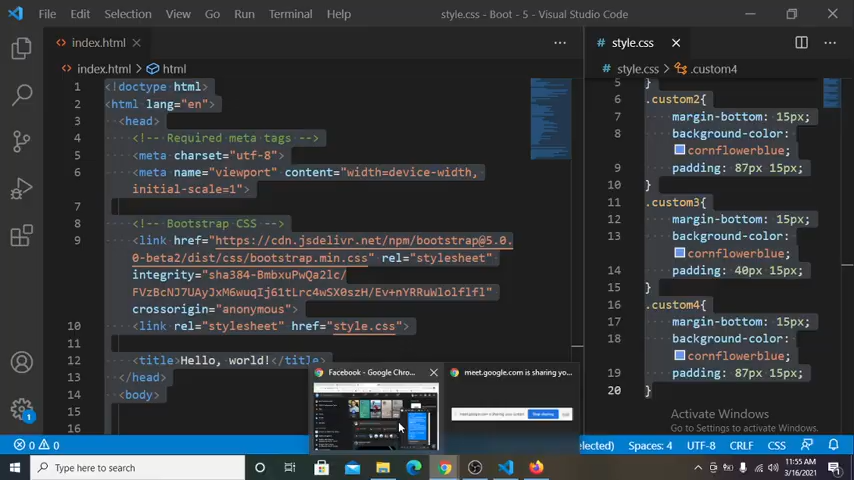 File Edit Selection View Go Run Terminal Help style.css - Boot - 5 - Visual Studio Code
index.html
index.html > html
1 <!doctype html>
2 <html lang="en">
3 <head>
4 <!-- Required meta tags -->
5 <meta charset="utf-8">
6 <meta name="viewport" content="width=device-width,
initial-scale=1">
7
8 <!-- Bootstrap CSS -->
9 <link href="https://cdn.jsdelivr.net/npm/bootstrap@5.0.
0-beta2/dist/css/bootstrap.min.css" rel="stylesheet"
integrity="sha384-BmbxuPwQa2lc/
FVzBcNJ7UAyJxM6wuqIj61tLrc4wSX0szH/Ev+nYRRuWlolflfl"
crossorigin="anonymous">
10 <link rel="stylesheet" href="style.css">
11
12 <title>Hello, world!</title>
13 </head>
14 <body>
15
16
style.css
style.css > .custom4
5 }
6 .custom2{
7 margin-bottom: 15px;
8 background-color:
cornflowerblue;
9 padding: 87px 15px;
10 }
11 .custom3{
12 margin-bottom: 15px;
13 background-color:
cornflowerblue;
14 padding: 40px 15px;
15 }
16 .custom4{
17 margin-bottom: 15px;
18 background-color:
cornflowerblue;
19 padding: 87px 15px;
20 }
Activate Windows
Go to Settings to activate Windows.
Facebook - Google Chro...
meet.google.com is sharing yo...
Stop sharing
1
0 0 elected) Spaces: 4 UTF-8 CRLF CSS
Type here to search
11:55 AM
3/16/2021